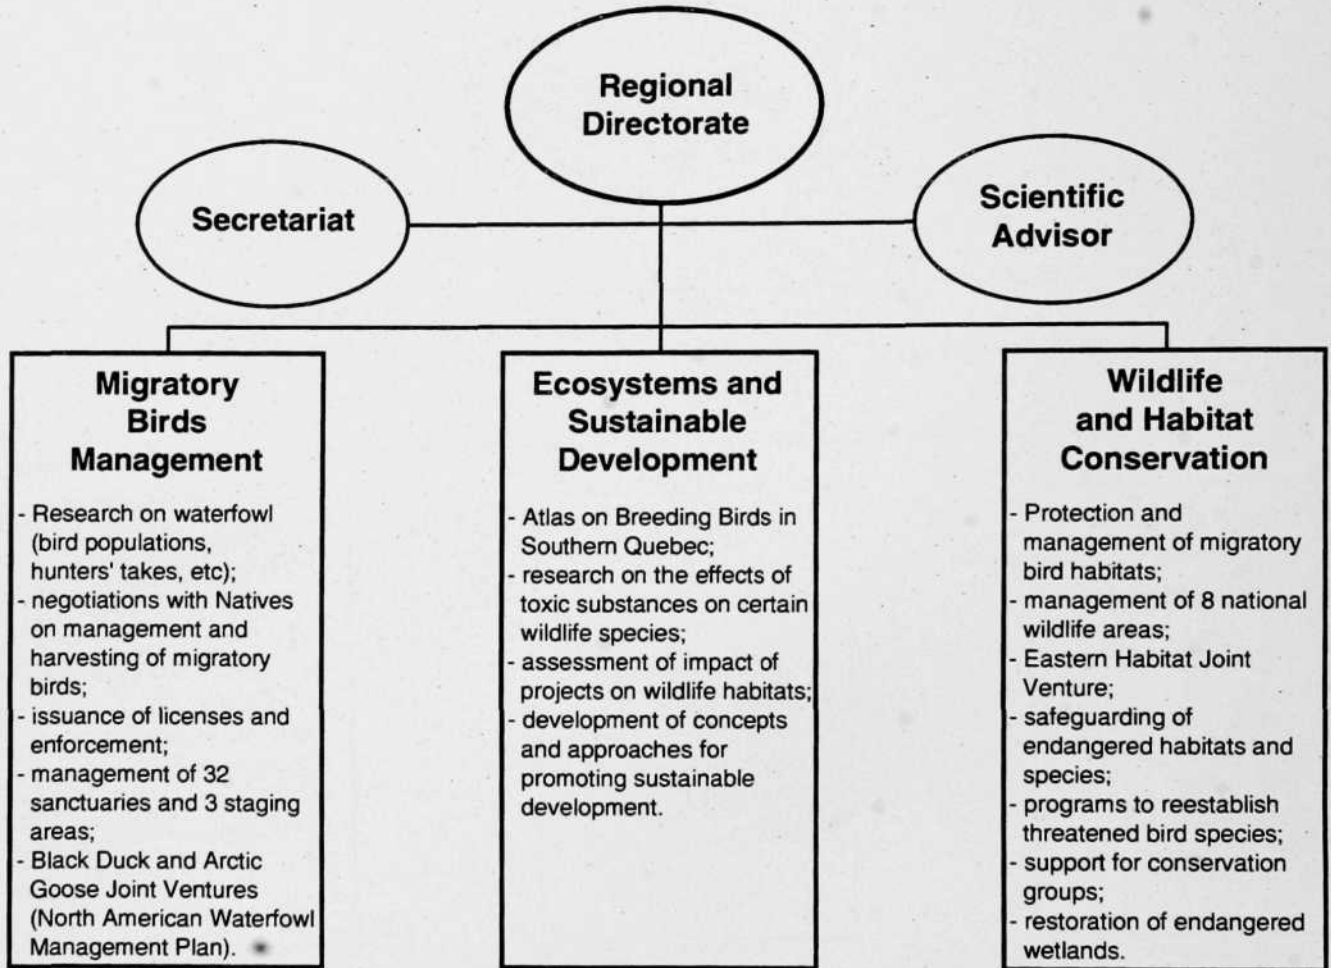 Regional
Directorate
Secretariat
Scientific
Advisor
Migratory
Birds
Management
- Research on waterfowl
(bird populations,
hunters' takes, etc);
- negotiations with Natives
on management and
harvesting of migratory
birds;
- issuance of licenses and
enforcement;
- management of 32
sanctuaries and 3 staging
areas;
- Black Duck and Arctic
Goose Joint Ventures
(North American Waterfowl
Management Plan).
Ecosystems and
Sustainable
Development
- Atlas on Breeding Birds in
Southern Quebec;
- research on the effects of
toxic substances on certain
wildlife species;
- assessment of impact of
projects on wildlife habitats;
- development of concepts
and approaches for
promoting sustainable
development.
Wildlife
and Habitat
Conservation
- Protection and
management of migratory
bird habitats;
- management of 8 national
wildlife areas;
- Eastern Habitat Joint
Venture;
- safeguarding of
endangered habitats and
species;
- programs to reestablish
threatened bird species;
- support for conservation
groups;
- restoration of endangered
wetlands.